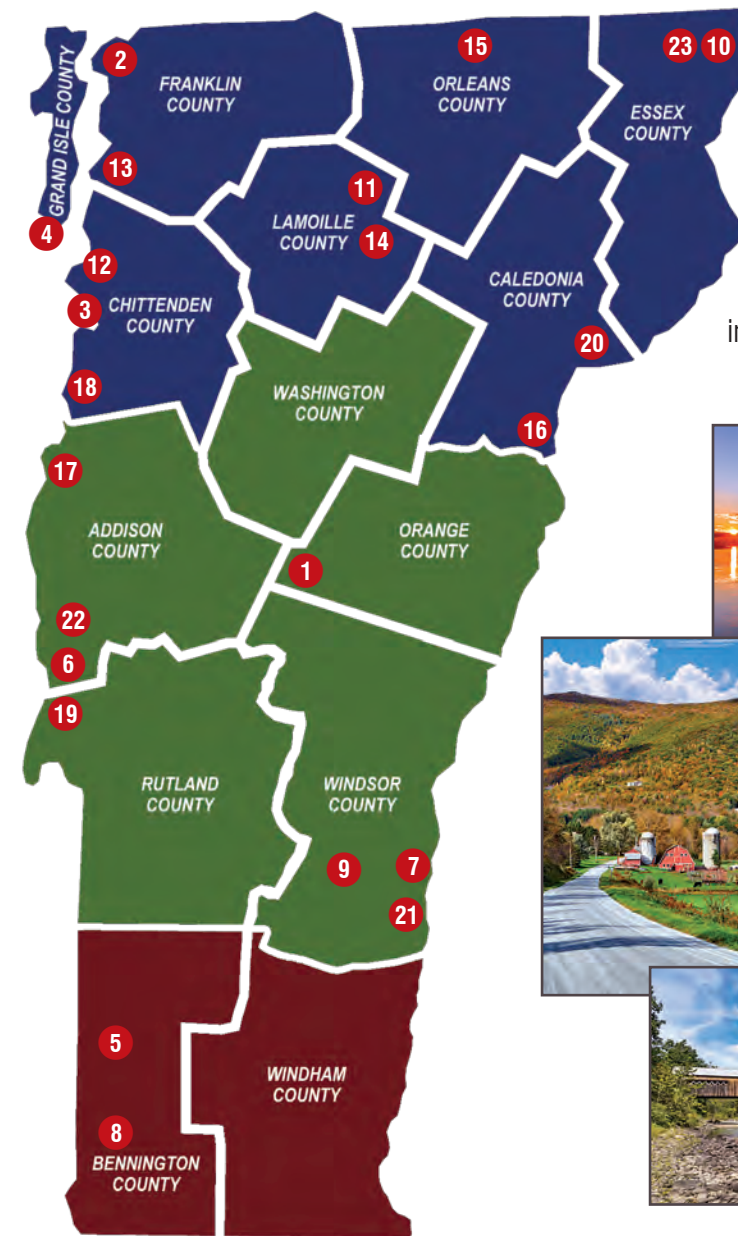 GRAND ISLE COUNTY
2
FRANKLIN
COUNTY
15
ORLEANS
COUNTY
23
10
ESSEX
COUNTY
13
4
11
LAMOILLE
COUNTY
14
12
3
CHITTENDEN
COUNTY
18
CALEDONIA
COUNTY
20
16
WASHINGTON
COUNTY
17
ADDISON
COUNTY
22
6
ORANGE
COUNTY
1
19
RUTLAND
COUNTY
WINDSOR
COUNTY
9
7
21
5
8
BENNINGTON
COUNTY
WINDHAM
COUNTY